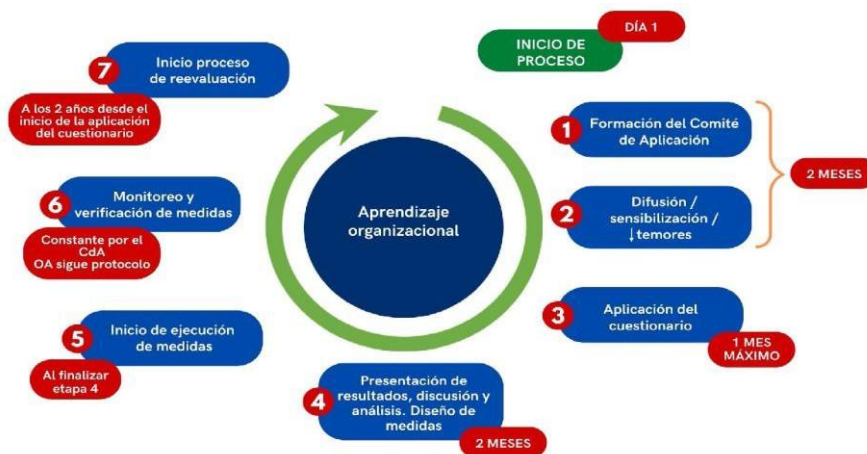 DÍA 1
INICIO DE
PROCESO
1
Formación del Comité
de Aplicación
2 MESES
2
Difusión /
sensibilización /
↓temores
3
Aplicación del
cuestionario
1 MES
MÁXIMO
4
Presentación de
resultados, discusión y
análisis. Diseño de
medidas
2 MESES
5
Inicio de ejecución
de medidas
Al finalizar
etapa 4
6
Monitoreo y
verificación de medidas
Constante por el
CdA
OA sigue protocolo
7
Inicio proceso
de reevaluación
A los 2 años desde el
inicio de la aplicación
del cuestionario
Aprendizaje
organizacional